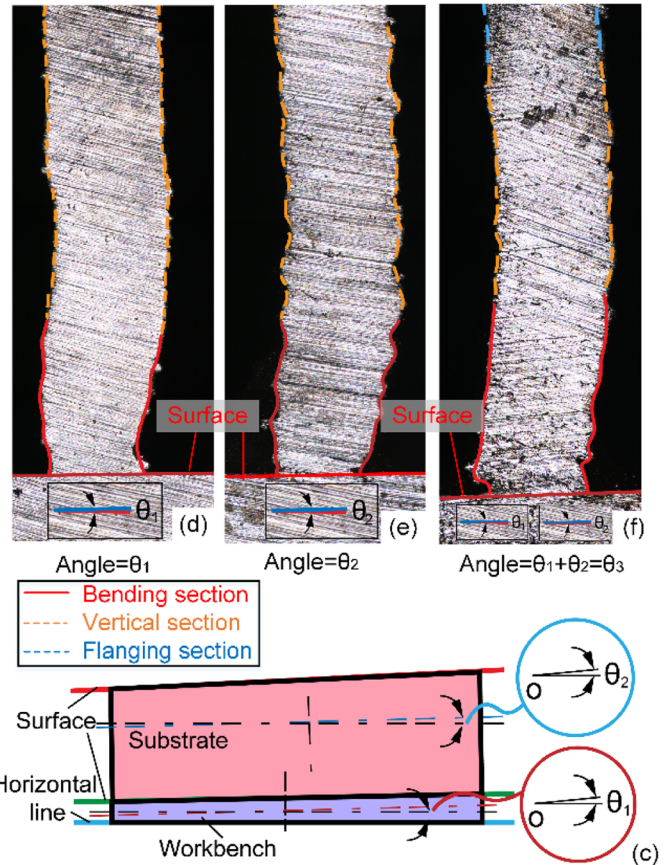 Surface
Surface
θ1
(d)
θ2
(e)
θ1
θ2
(f)
Angle=θ1
Angle=θ2
Angle=θ1+θ2=θ3
Bending section
Vertical section
Flanging section
Surface
Substrate
O
θ2
Horizontal
line
Workbench
O
θ1
(c)